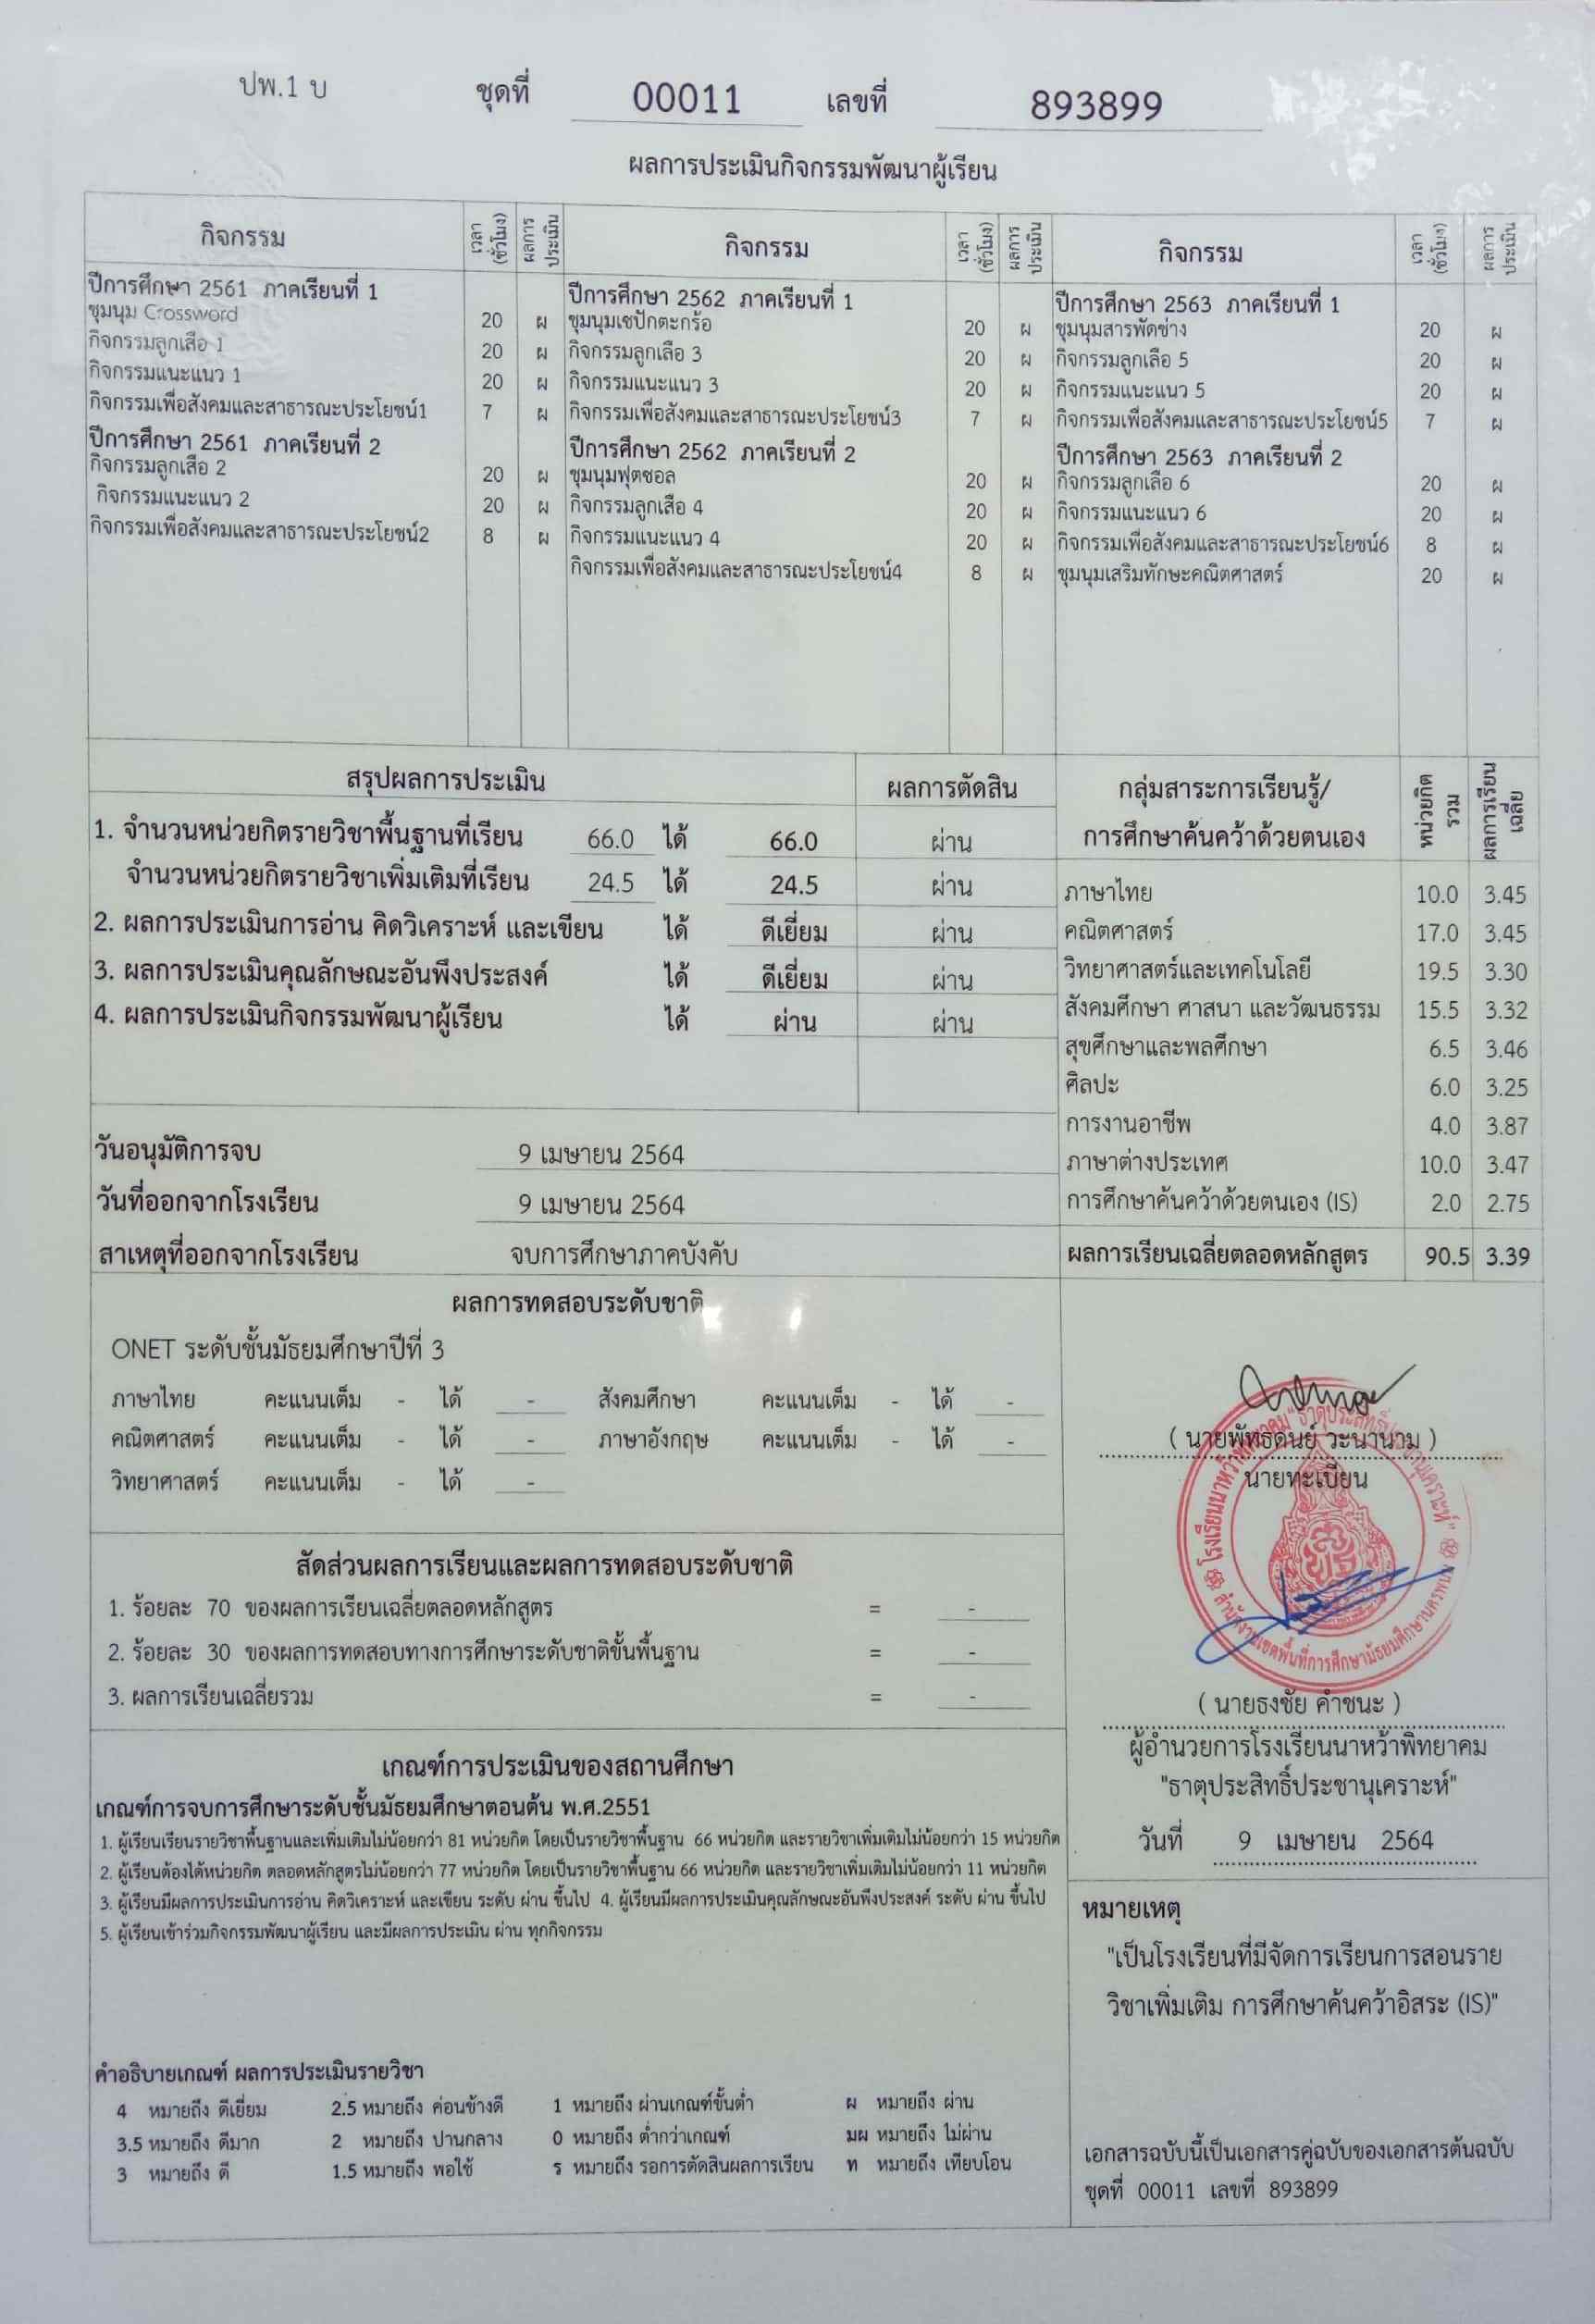 ปพ.1 บ ชุดที่ 00011 เลขที่ 893899
ผลการประเมินกิจกรรมพัฒนาผู้เรียน
กิจกรรม เวลา (ชั่วโมง) ผลการ ประเมิน กิจกรรม เวลา (ชั่วโมง) ผลการ ประเมิน กิจกรรม เวลา (ชั่วโมง) ผลการ ประเมิน
ปีการศึกษา 2561 ภาคเรียนที่ 1
ชุมนุม Crossword 20 ผ
กิจกรรมลูกเสือ 1 20 ผ
กิจกรรมแนะแนว 1 20 ผ
กิจกรรมเพื่อสังคมและสาธารณะประโยชน์1 7 ผ
ปีการศึกษา 2561 ภาคเรียนที่ 2
กิจกรรมลูกเสือ 2 20 ผ
กิจกรรมแนะแนว 2 20 ผ
กิจกรรมเพื่อสังคมและสาธารณะประโยชน์2 8 ผ
ปีการศึกษา 2562 ภาคเรียนที่ 1
ชุมนุมเซปักตะกร้อ 20 ผ
กิจกรรมลูกเสือ 3 20 ผ
กิจกรรมแนะแนว 3 20 ผ
กิจกรรมเพื่อสังคมและสาธารณะประโยชน์3 7 ผ
ปีการศึกษา 2562 ภาคเรียนที่ 2
ชุมนุมฟุตซอล 20 ผ
กิจกรรมลูกเสือ 4 20 ผ
กิจกรรมแนะแนว 4 20 ผ
กิจกรรมเพื่อสังคมและสาธารณะประโยชน์4 8 ผ
ปีการศึกษา 2563 ภาคเรียนที่ 1
ชุมนุมสารพัดช่าง 20 ผ
กิจกรรมลูกเสือ 5 20 ผ
กิจกรรมแนะแนว 5 20 ผ
กิจกรรมเพื่อสังคมและสาธารณะประโยชน์5 7 ผ
ปีการศึกษา 2563 ภาคเรียนที่ 2
กิจกรรมลูกเสือ 6 20 ผ
กิจกรรมแนะแนว 6 20 ผ
กิจกรรมเพื่อสังคมและสาธารณะประโยชน์6 8 ผ
ชุมนุมเสริมทักษะคณิตศาสตร์ 20 ผ
สรุปผลการประเมิน ผลการตัดสิน
1. จำนวนหน่วยกิตรายวิชาพื้นฐานที่เรียน 66.0 ได้ 66.0 ผ่าน
จำนวนหน่วยกิตรายวิชาเพิ่มเติมที่เรียน 24.5 ได้ 24.5 ผ่าน
2. ผลการประเมินการอ่าน คิดวิเคราะห์ และเขียน ได้ ดีเยี่ยม ผ่าน
3. ผลการประเมินคุณลักษณะอันพึงประสงค์ ได้ ดีเยี่ยม ผ่าน
4. ผลการประเมินกิจกรรมพัฒนาผู้เรียน ได้ ผ่าน ผ่าน
วันอนุมัติการจบ 9 เมษายน 2564
วันที่ออกจากโรงเรียน 9 เมษายน 2564
สาเหตุที่ออกจากโรงเรียน จบการศึกษาภาคบังคับ
กลุ่มสาระการเรียนรู้/
การศึกษาค้นคว้าด้วยตนเอง หน่วยกิต รวม ผลการเรียน เฉลี่ย
ภาษาไทย 10.0 3.45
คณิตศาสตร์ 17.0 3.45
วิทยาศาสตร์และเทคโนโลยี 19.5 3.30
สังคมศึกษา ศาสนา และวัฒนธรรม 15.5 3.32
สุขศึกษาและพลศึกษา 6.5 3.46
ศิลปะ 6.0 3.25
การงานอาชีพ 4.0 3.87
ภาษาต่างประเทศ 10.0 3.47
การศึกษาค้นคว้าด้วยตนเอง (IS) 2.0 2.75
ผลการเรียนเฉลี่ยตลอดหลักสูตร 90.5 3.39
ผลการทดสอบระดับชาติ
ONET ระดับชั้นมัธยมศึกษาปีที่ 3
ภาษาไทย คะแนนเต็ม - ได้ - สังคมศึกษา คะแนนเต็ม - ได้ -
คณิตศาสตร์ คะแนนเต็ม - ได้ - ภาษาอังกฤษ คะแนนเต็ม - ได้ -
วิทยาศาสตร์ คะแนนเต็ม - ได้ -
สัดส่วนผลการเรียนและผลการทดสอบระดับชาติ
1. ร้อยละ 70 ของผลการเรียนเฉลี่ยตลอดหลักสูตร = -
2. ร้อยละ 30 ของผลการทดสอบทางการศึกษาระดับชาติขั้นพื้นฐาน = -
3. ผลการเรียนเฉลี่ยรวม = -
เกณฑ์การประเมินของสถานศึกษา
เกณฑ์การจบการศึกษาระดับชั้นมัธยมศึกษาตอนต้น พ.ศ.2551
1. ผู้เรียนเรียนรายวิชาพื้นฐานและเพิ่มเติมไม่น้อยกว่า 81 หน่วยกิต โดยเป็นรายวิชาพื้นฐาน 66 หน่วยกิต และรายวิชาเพิ่มเติมไม่น้อยกว่า 15 หน่วยกิต
2. ผู้เรียนต้องได้หน่วยกิต ตลอดหลักสูตรไม่น้อยกว่า 77 หน่วยกิต โดยเป็นรายวิชาพื้นฐาน 66 หน่วยกิต และรายวิชาเพิ่มเติมไม่น้อยกว่า 11 หน่วยกิต
3. ผู้เรียนมีผลการประเมินการอ่าน คิดวิเคราะห์ และเขียน ระดับ ผ่าน ขึ้นไป 4. ผู้เรียนมีผลการประเมินคุณลักษณะอันพึงประสงค์ ระดับ ผ่าน ขึ้นไป
5. ผู้เรียนเข้าร่วมกิจกรรมพัฒนาผู้เรียน และมีผลการประเมิน ผ่าน ทุกกิจกรรม
คำอธิบายเกณฑ์ ผลการประเมินรายวิชา
4 หมายถึง ดีเยี่ยม 2.5 หมายถึง ค่อนข้างดี 1 หมายถึง ผ่านเกณฑ์ขั้นต่ำ ผ หมายถึง ผ่าน
3.5 หมายถึง ดีมาก 2 หมายถึง ปานกลาง 0 หมายถึง ต่ำกว่าเกณฑ์ มผ หมายถึง ไม่ผ่าน
3 หมายถึง ดี 1.5 หมายถึง พอใช้ ร หมายถึง รอการตัดสินผลการเรียน ท หมายถึง เทียบโอน
( นายพัทธดนย์ วะนานาม )
นายทะเบียน
( นายธงชัย คำชนะ )
ผู้อำนวยการโรงเรียนนาหว้าพิทยาคม
"ธาตุประสิทธิ์ประชานุเคราะห์"
วันที่ 9 เมษายน 2564
หมายเหตุ
"เป็นโรงเรียนที่มีจัดการเรียนการสอนราย
วิชาเพิ่มเติม การศึกษาค้นคว้าอิสระ (IS)"
เอกสารฉบับนี้เป็นเอกสารคู่ฉบับของเอกสารต้นฉบับ
ชุดที่ 00011 เลขที่ 893899